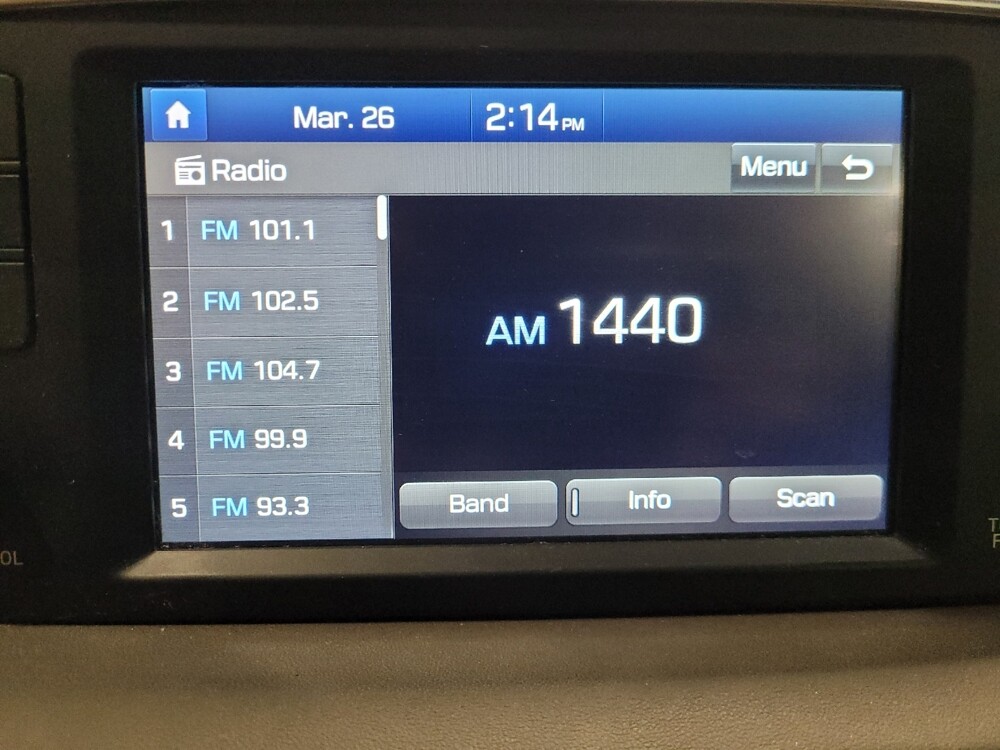 Mar. 26 2:14 PM
Radio Menu
1 FM 101.1
2 FM 102.5
3 FM 104.7
4 FM 99.9
5 FM 93.3
AM 1440
Band Info Scan
OL